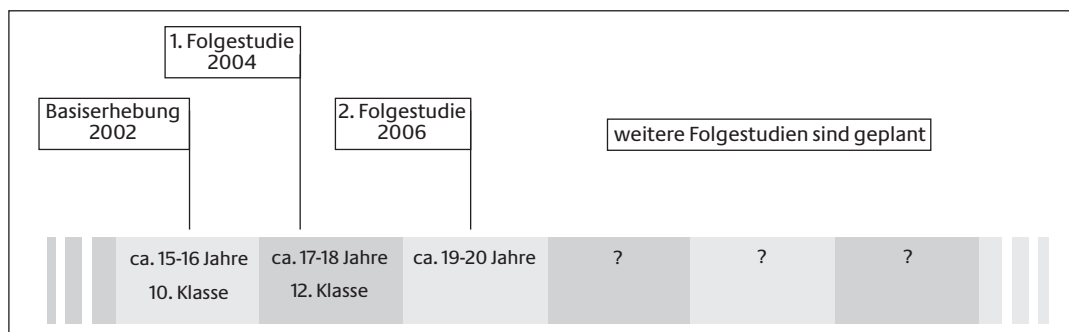 1. Folgestudie
2004
Basiserhebung
2002
2. Folgestudie
2006
weitere Folgestudien sind geplant
ca. 15-16 Jahre
ca. 17-18 Jahre
ca. 19-20 Jahre
?
?
?
10. Klasse
12. Klasse